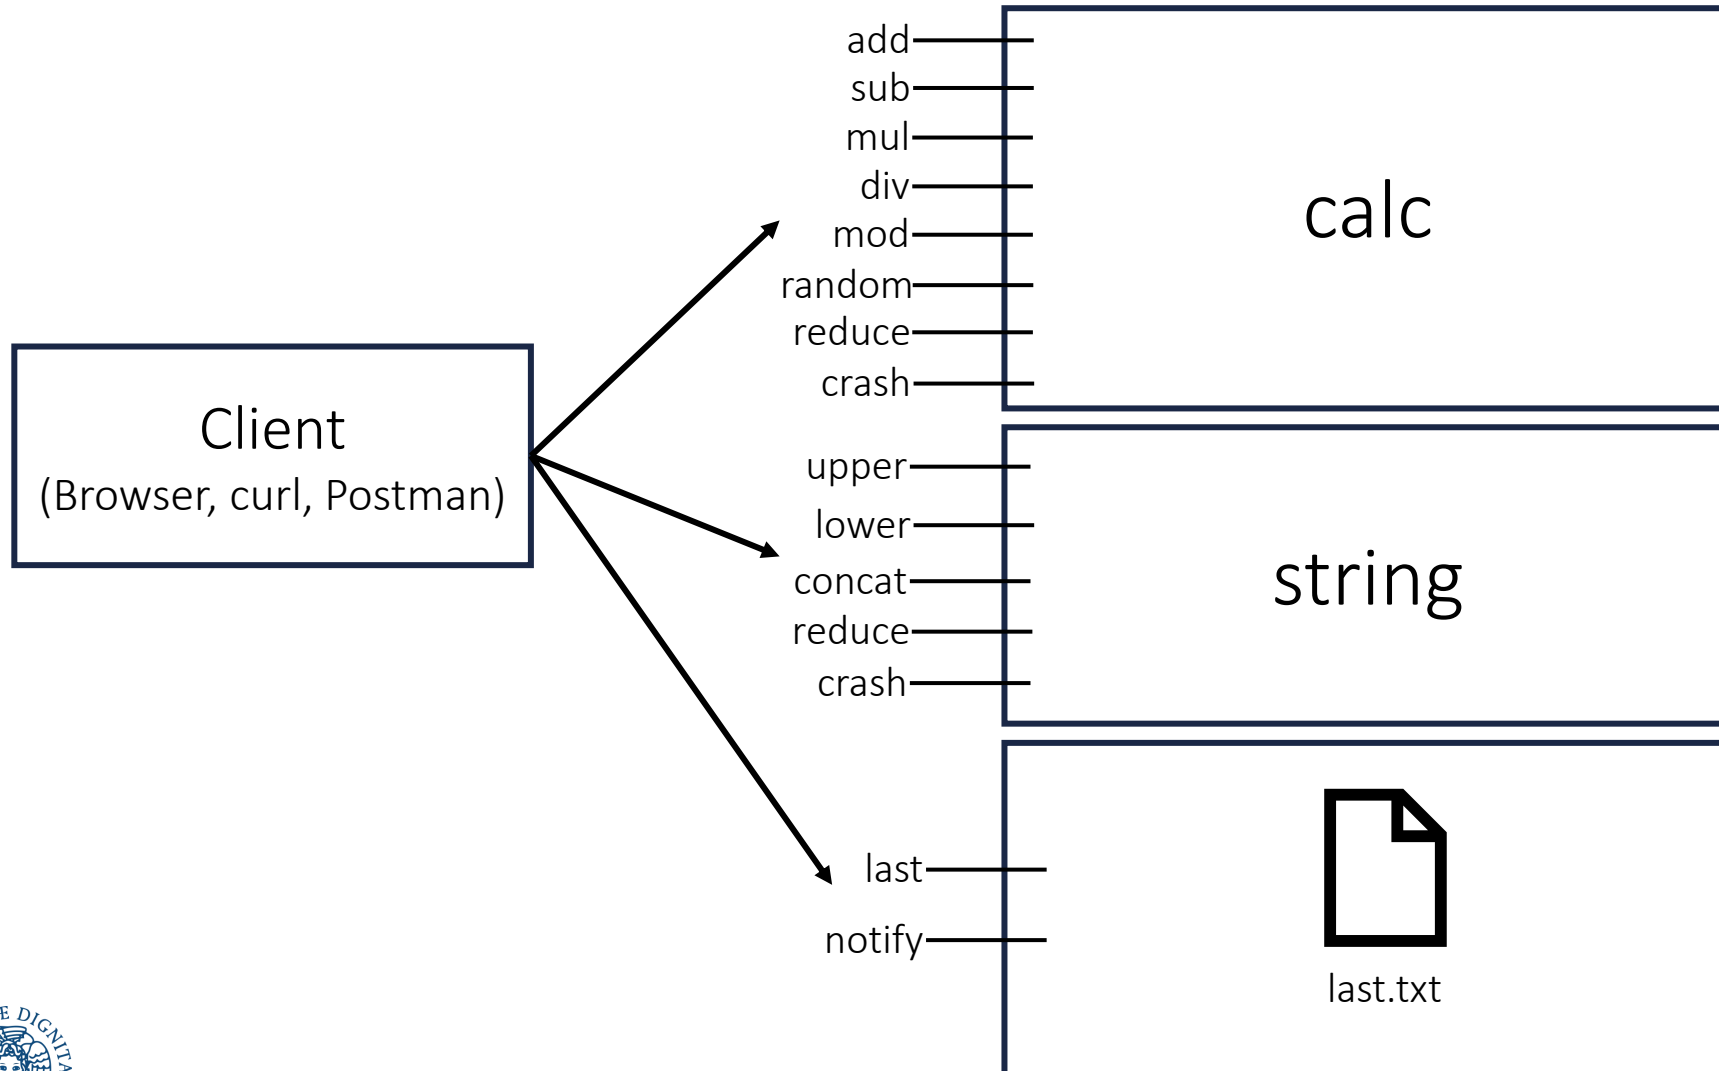 add
sub
mul
div
mod
random
reduce
crash
calc
Client
(Browser, curl, Postman)
upper
lower
concat
reduce
crash
string
last
notify
last.txt
DIGNITA